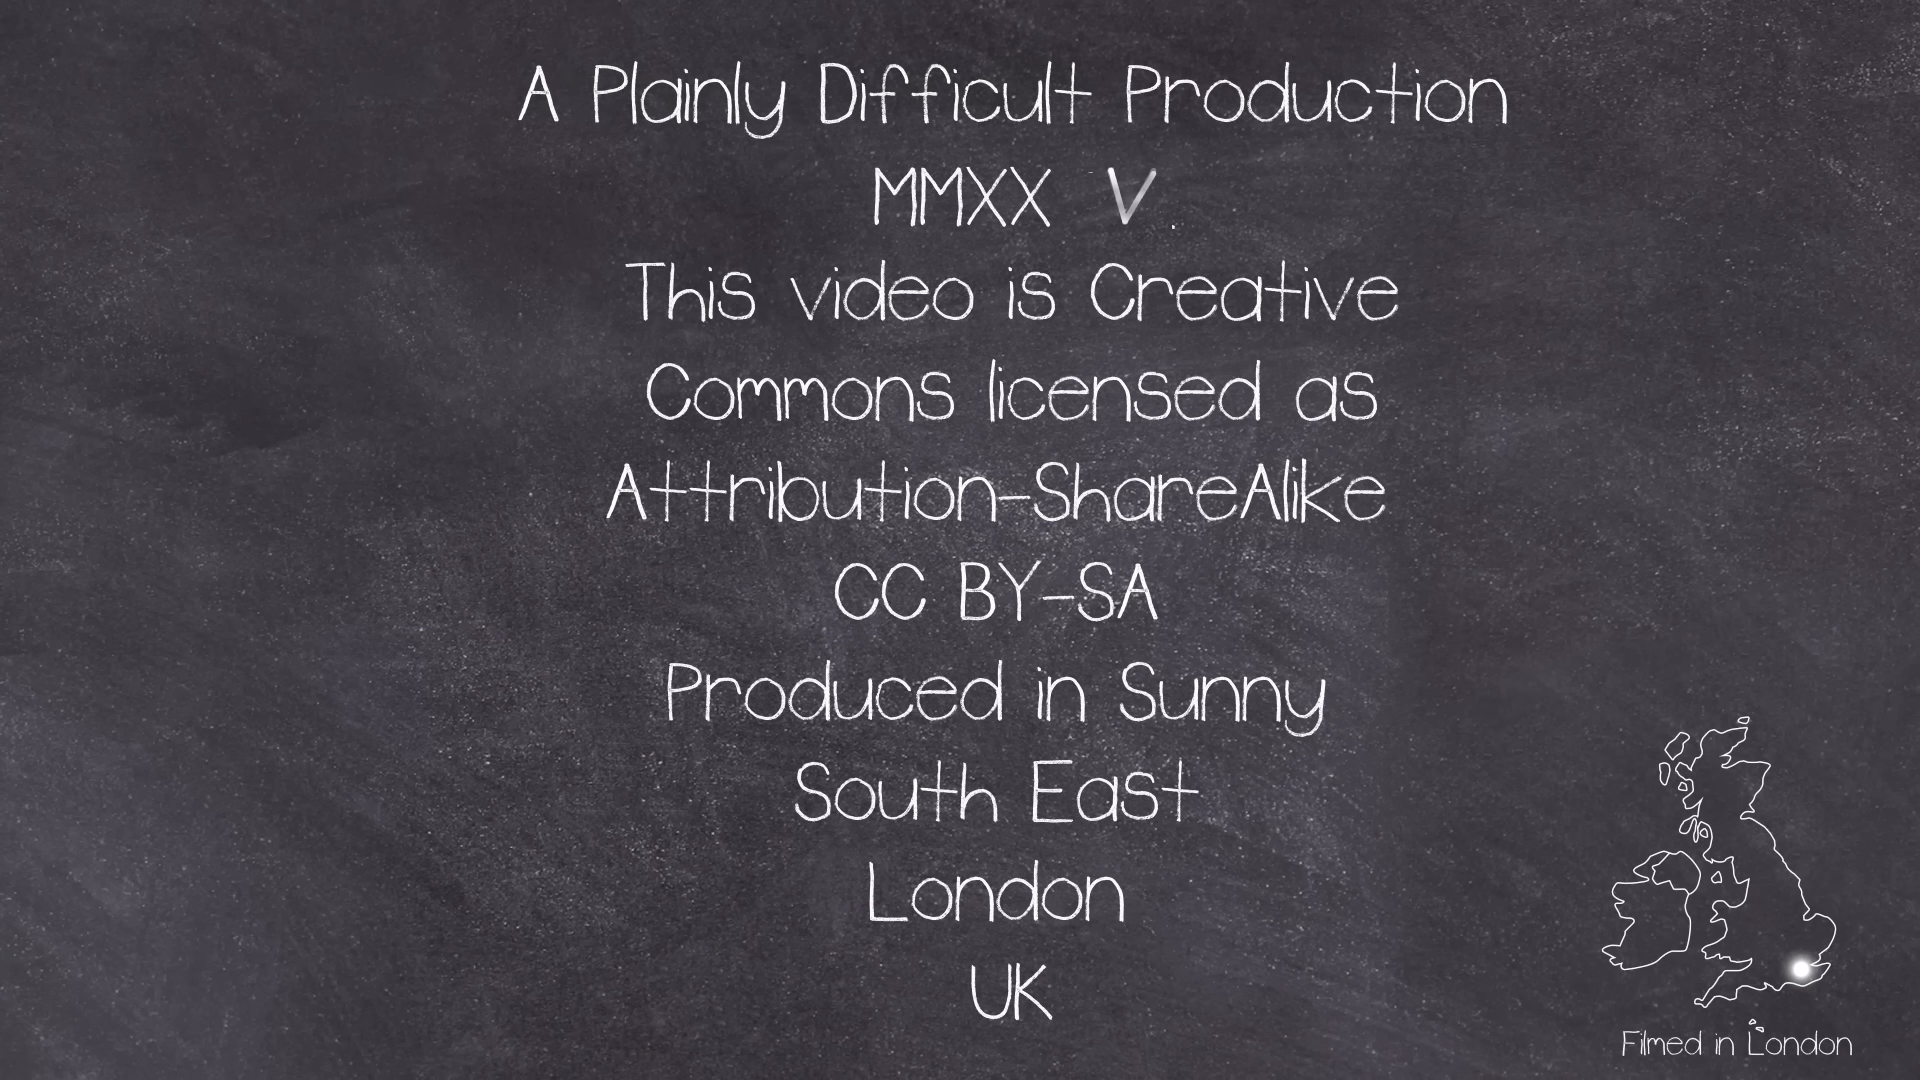 A Plainly Difficult Production
MMXX V
This video is Creative
Commons licensed as
Attribution-ShareAlike
CC BY-SA
Produced in Sunny
South East
London
UK
Filmed in London